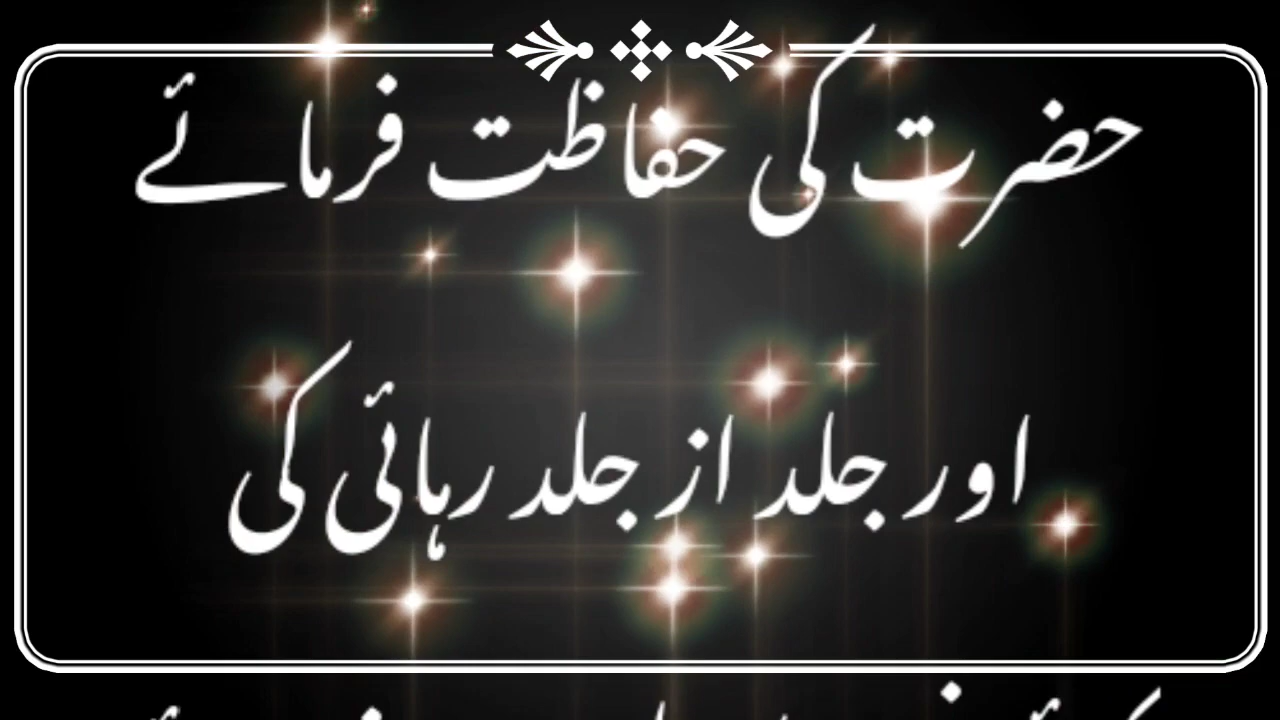 حضرت کی حفاظت فرمائے
اور جلد از جلد رہائی کی